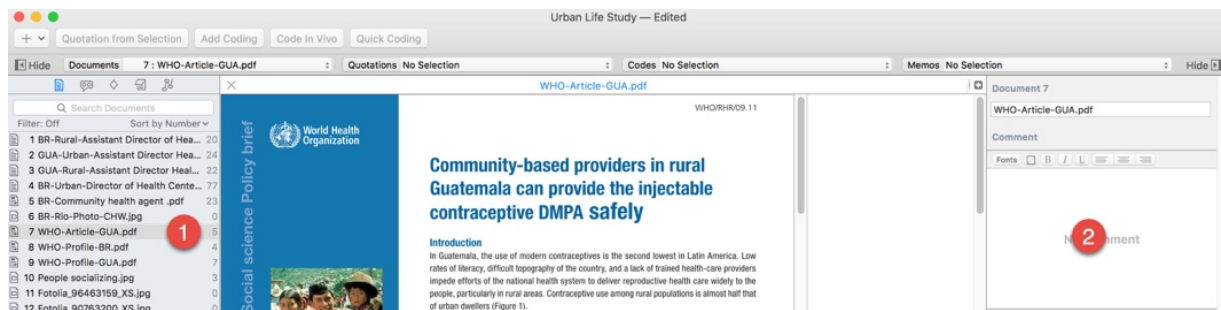 Urban Life Study — Edited
+ Quotation from Selection Add Coding Code In Vivo Quick Coding
Hide Documents 7 : WHO-Article-GUA.pdf Quotations No Selection Codes No Selection Memos No Selection Hide
WHO-Article-GUA.pdf
Search Documents
Filter: Off Sort by Number
1 BR-Rural-Assistant Director of Hea... 20
2 GUA-Urban-Assistant Director Hea... 24
3 GUA-Rural-Assistant Director Heal... 22
4 BR-Urban-Director of Health Cente... 77
5 BR-Community health agent .pdf 23
6 BR-Rio-Photo-CHW.jpg 0
7 WHO-Article-GUA.pdf 5
8 WHO-Profile-BR.pdf 4
9 WHO-Profile-GUA.pdf 7
10 People socializing.jpg 3
11 Fotolia_96463159_XS.jpg 0
12 Fotolia_90763200_XS.jpg 0
1
Social science Policy brief
World Health
Organization
WHO/RHR/09.11
Community-based providers in rural
Guatemala can provide the injectable
contraceptive DMPA safely
Introduction
In Guatemala, the use of modern contraceptives is the second lowest in Latin America. Low
rates of literacy, difficult topography of the country, and a lack of trained health-care providers
impede efforts of the national health system to deliver reproductive health care widely to the
people, particularly in rural areas. Contraceptive use among rural populations is almost half that
of urban dwellers (Figure 1).
Document 7
WHO-Article-GUA.pdf
Comment
Fonts B I U
2